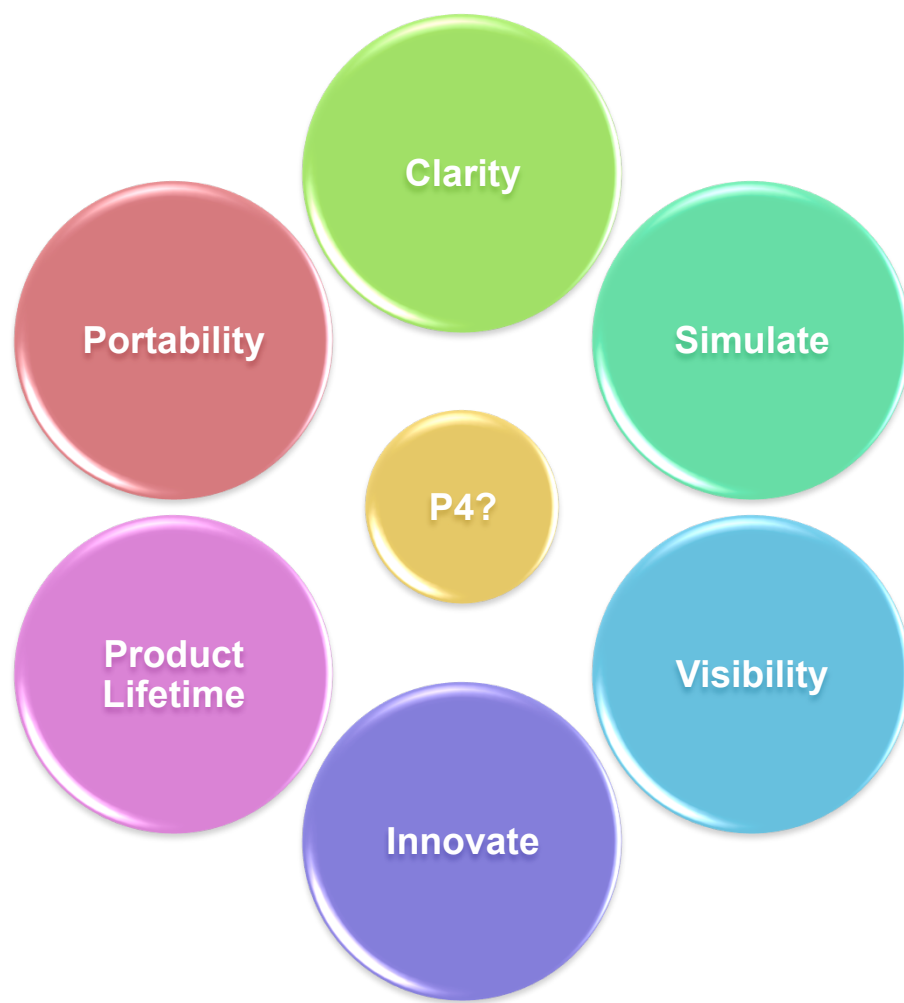 Clarity
Portability
Simulate
P4?
Product
Lifetime
Visibility
Innovate